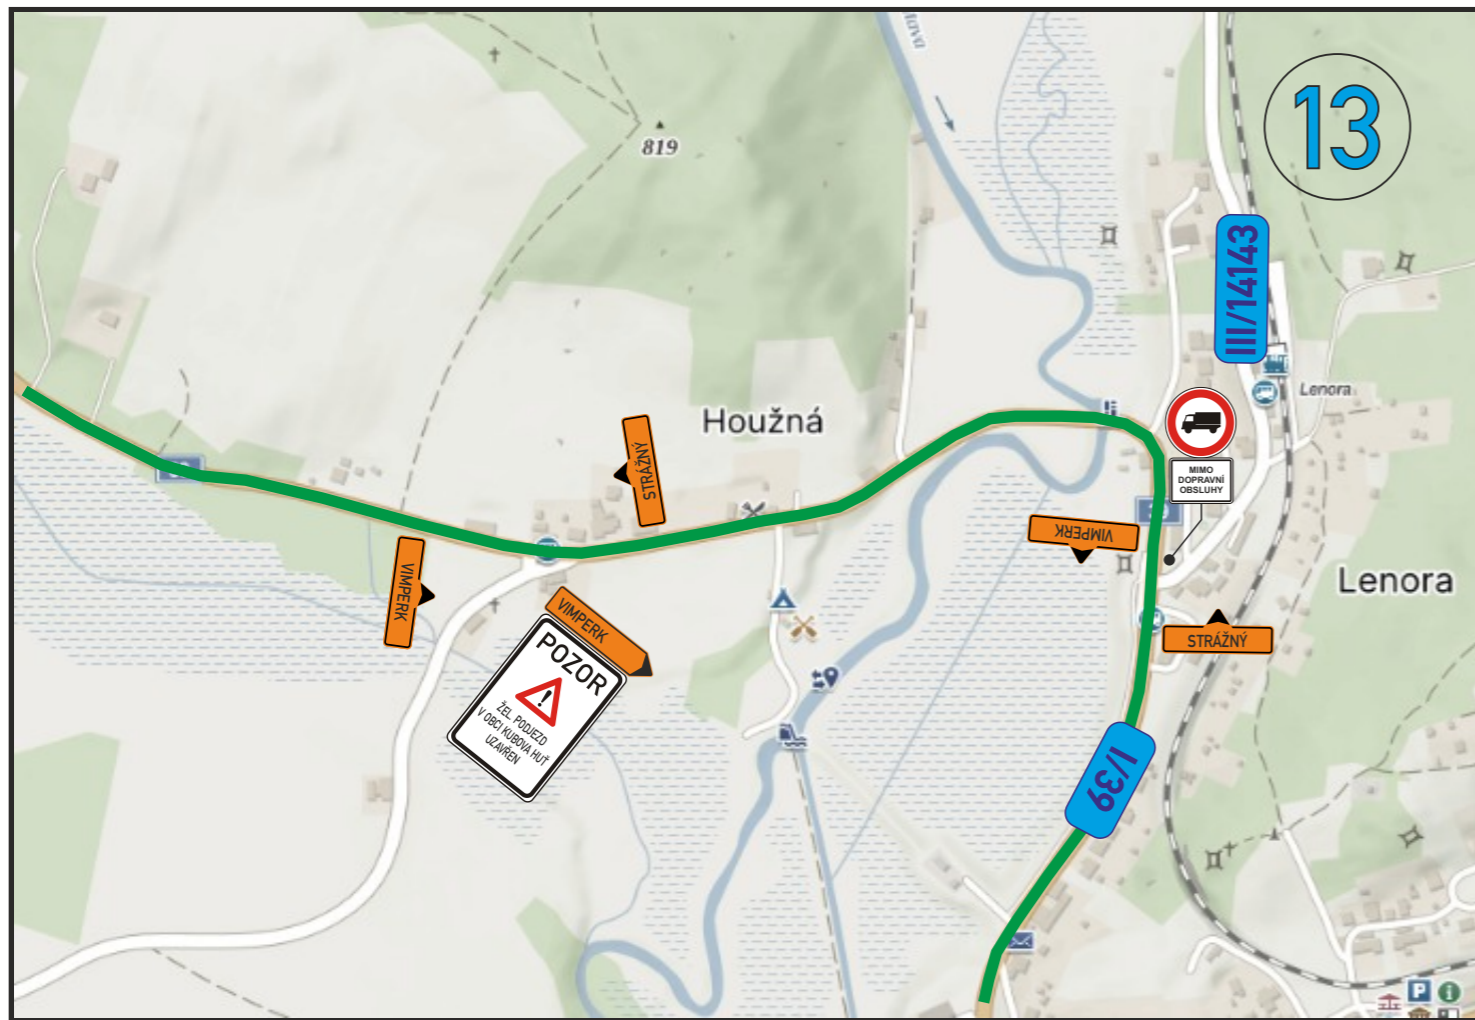 13
819
III/14143
Lenora
Houžná
STRÁŽNÝ
MIMO
DOPRAVNÍ
OBSLUHY
VIMPERK
VIMPERK
Lenora
VIMPERK
STRÁŽNÝ
POZOR
ŽEL. PODJEZD
V OBCI KUBOVA HUŤ
UZAVŘEN
I/39
P
i